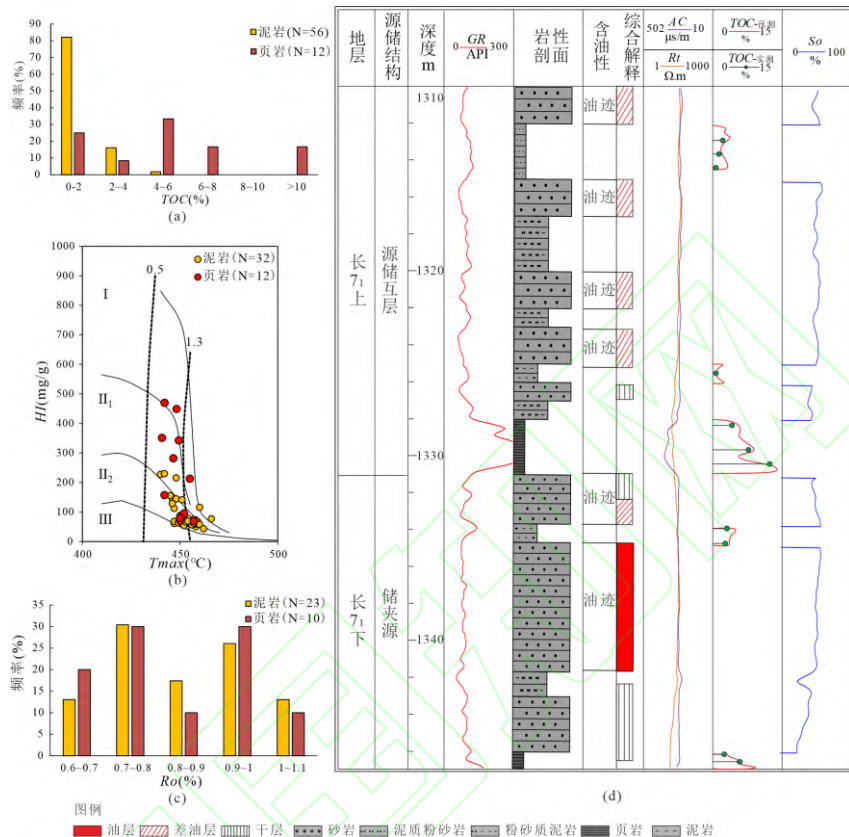 泥岩(N=56)
页岩(N=12)
频率(%)
90
80
70
60
50
40
30
20
10
0
0-2 2~4 4~6 6~8 8~10 >10
TOC(%)
(a)
HI(mg/g)
1000
900
800
700
600
500
400
300
200
100
0
0.5
1.3
泥岩(N=32)
页岩(N=12)
I
II₁
II₂
III
400 450 500
Tmax(℃)
(b)
频率(%)
35
30
25
20
15
10
5
0
泥岩(N=23)
页岩(N=10)
0.6~0.7 0.7~0.8 0.8~0.9 0.9~1 1~1.1
Ro(%)
(c)
地层
源储结构
深度 m
0 GR 300
API
岩性剖面
含油性
综合解释
502 AC 10
μs/m
1 Rt 1000
Ω.m
0 TOC-预测 15
%
0 TOC-实测 15
%
0 So 100
%
长7₁上
源储互层
长7₁下
储夹源
1310
1320
1330
1340
油迹
油迹
油迹
油迹
油迹
油迹
(d)
图例
油层 差油层 干层 砂岩 泥质粉砂岩 粉砂质泥岩 页岩 泥岩